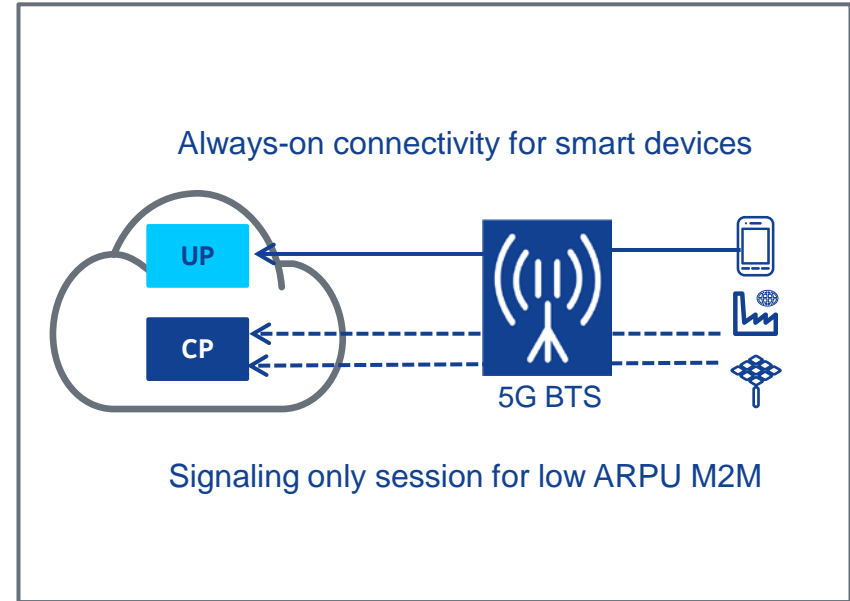 Always-on connectivity for smart devices
UP
CP
5G BTS
Signaling only session for low ARPU M2M